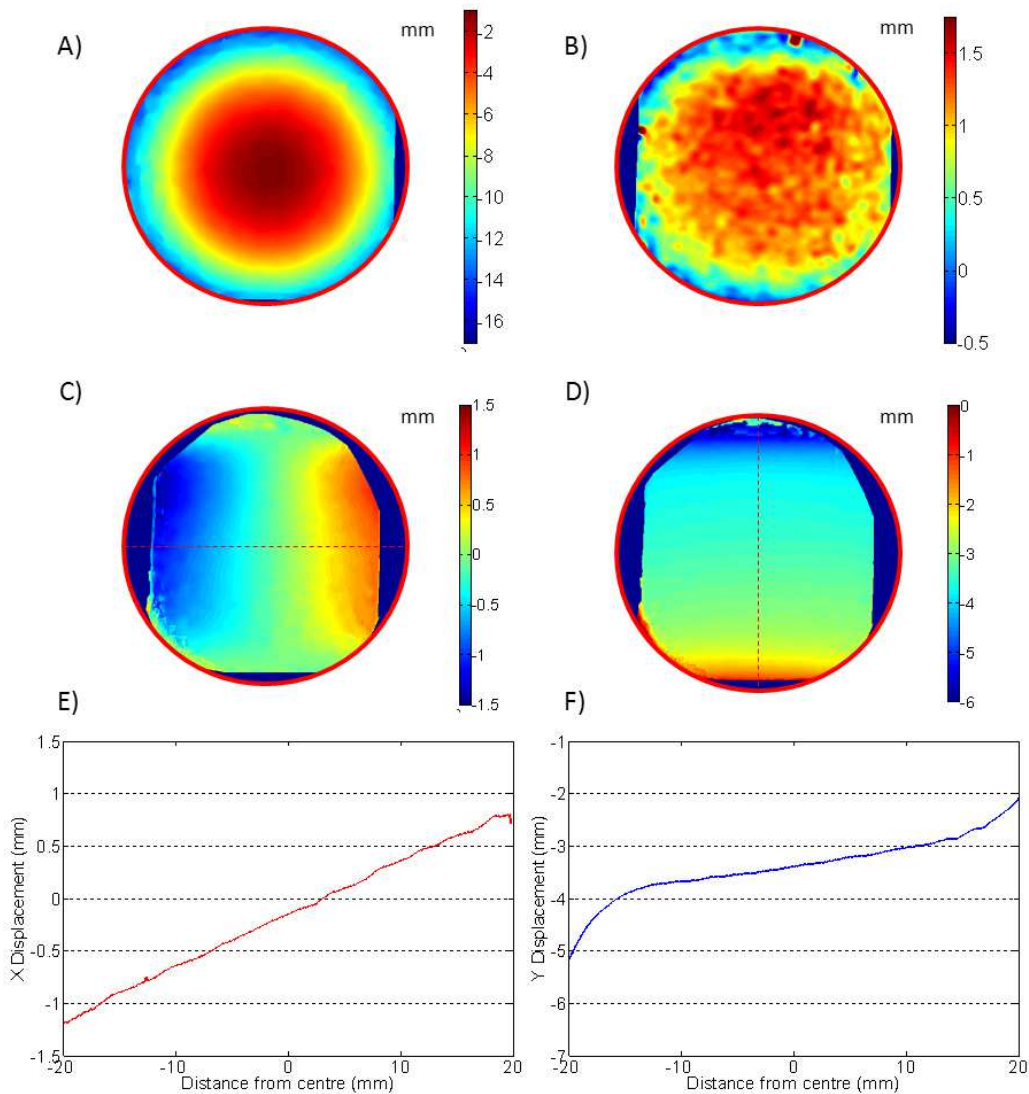 A)
mm
-2
-4
-6
-8
-10
-12
-14
-16
B)
mm
1.5
1
0.5
0
-0.5
C)
mm
1.5
1
0.5
0
-0.5
-1
-1.5
D)
mm
0
-1
-2
-3
-4
-5
-6
E)
1.5
1
0.5
0
-0.5
-1
-1.5
X Displacement (mm)
-20 -10 0 10 20
Distance from centre (mm)
F)
-1
-2
-3
-4
-5
-6
-7
Y Displacement (mm)
-20 -10 0 10 20
Distance from centre (mm)